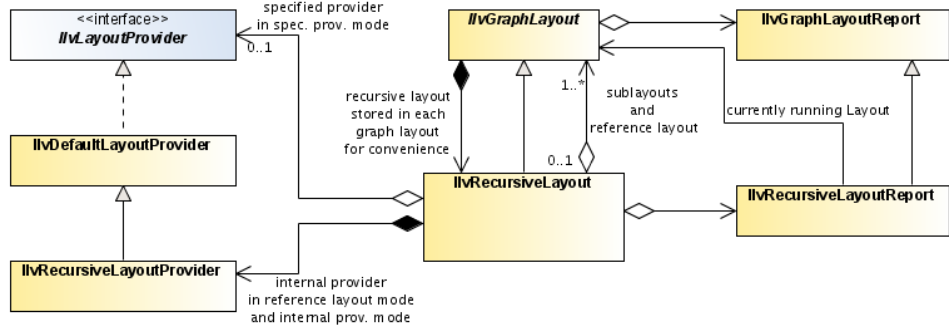 <<interface>>
IlvLayoutProvider
specified provider
in spec. prov. mode
0..1
IlvGraphLayout
IlvGraphLayoutReport
1..*
recursive layout
stored in each
graph layout
for convenience
sublayouts
and
reference layout
currently running Layout
IlvDefaultLayoutProvider
0..1
IlvRecursiveLayout
IlvRecursiveLayoutReport
IlvRecursiveLayoutProvider
internal provider
in reference layout mode
and internal prov. mode